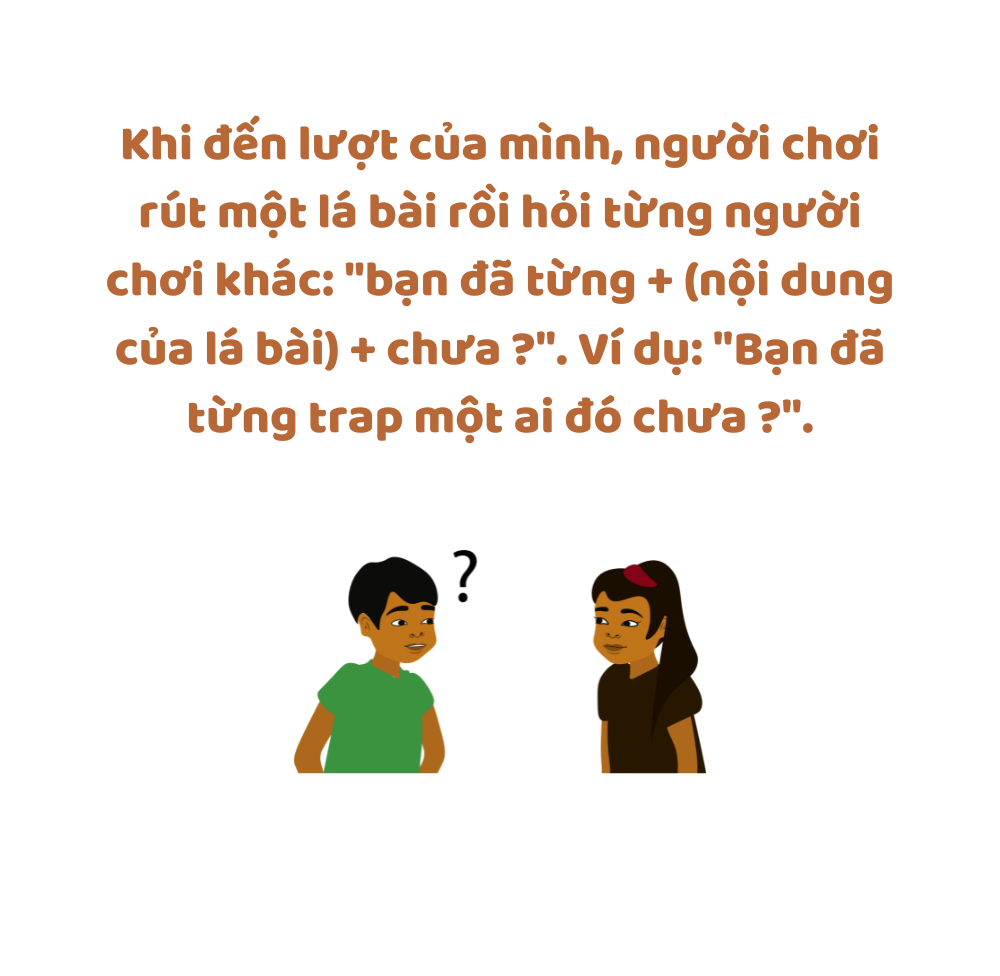 Khi đến lượt của mình, người chơi
rút một lá bài rồi hỏi từng người
chơi khác: "bạn đã từng + (nội dung
của lá bài) + chưa ?". Ví dụ: "Bạn đã
từng trap một ai đó chưa ?".
?